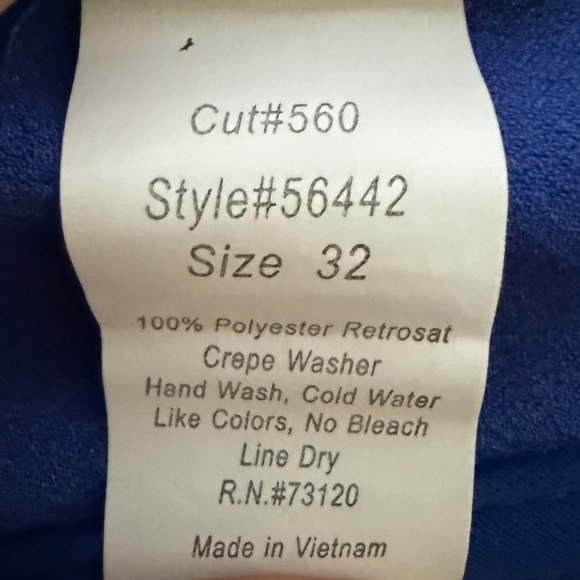 Cut#560
Style#56442
Size 32
100% Polyester Retrosat
Crepe Washer
Hand Wash, Cold Water
Like Colors, No Bleach
Line Dry
R.N.#73120
Made in Vietnam